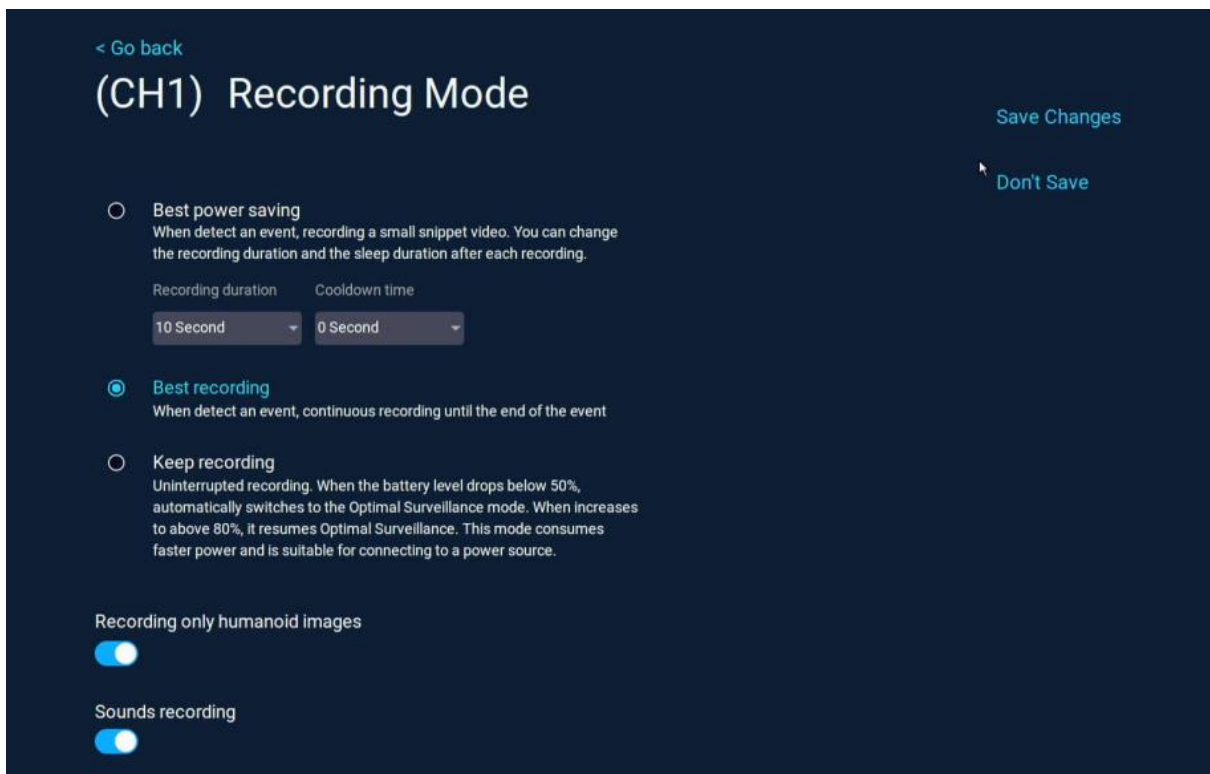 < Go back
(CH1) Recording Mode
Save Changes
Don't Save
Best power saving
When detect an event, recording a small snippet video. You can change
the recording duration and the sleep duration after each recording.
Recording duration Cooldown time
10 Second 0 Second
Best recording
When detect an event, continuous recording until the end of the event
Keep recording
Uninterrupted recording. When the battery level drops below 50%,
automatically switches to the Optimal Surveillance mode. When increases
to above 80%, it resumes Optimal Surveillance. This mode consumes
faster power and is suitable for connecting to a power source.
Recording only humanoid images
Sounds recording